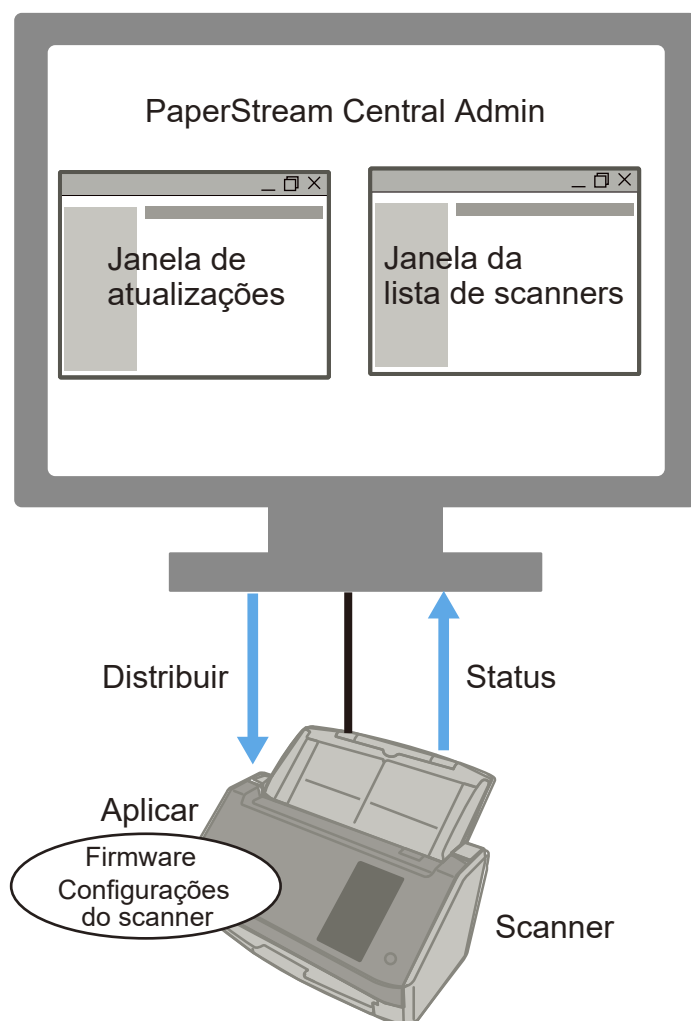 PaperStream Central Admin
Janela de
atualizações
Janela da
lista de scanners
Distribuir
Status
Aplicar
Firmware
Configurações
do scanner
Scanner